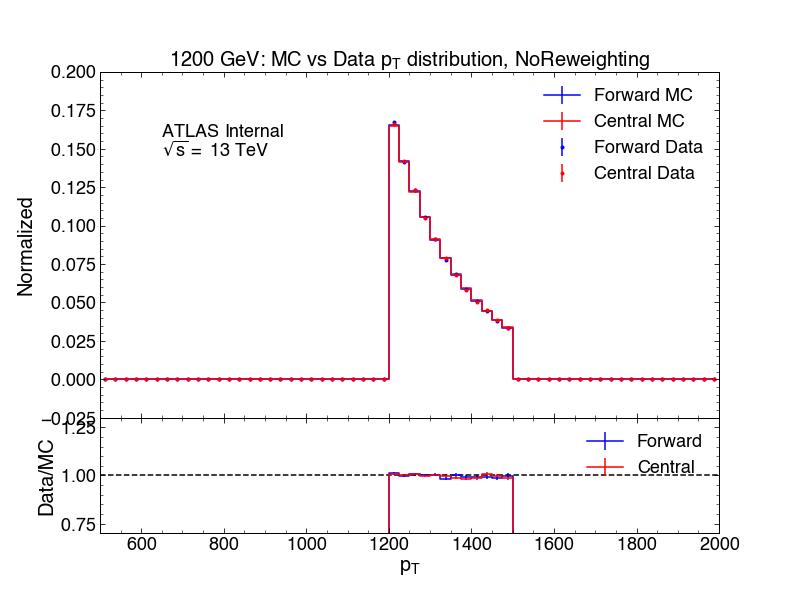 1200 GeV: MC vs Data pT distribution, NoReweighting
0.200
0.175
0.150
0.125
0.100
0.075
0.050
0.025
0.000
−0.025
Normalized
ATLAS Internal
√s = 13 TeV
Forward MC
Central MC
Forward Data
Central Data
1.25
1.00
0.75
Data/MC
Forward
Central
600 800 1000 1200 1400 1600 1800 2000
pT